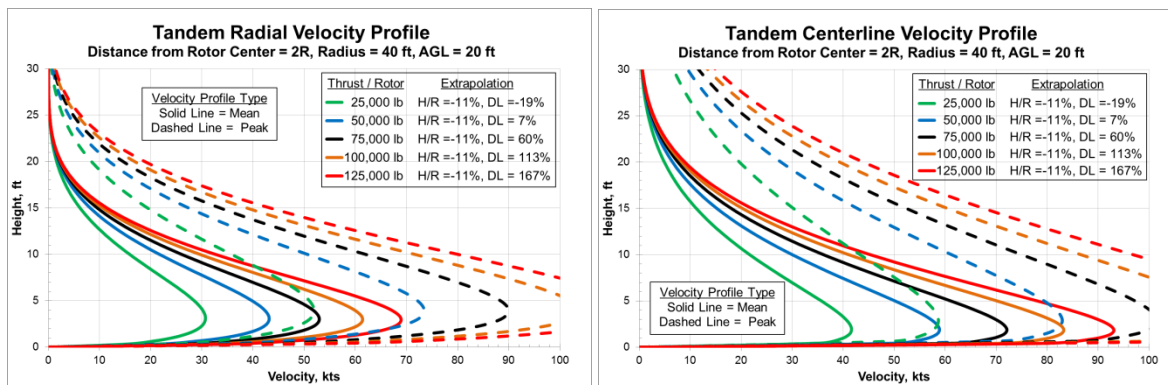 Tandem Radial Velocity Profile
Distance from Rotor Center = 2R, Radius = 40 ft, AGL = 20 ft
30
25
20
15
10
5
0
Height, ft
Velocity Profile Type
Solid Line = Mean
Dashed Line = Peak
Thrust / Rotor Extrapolation
25,000 lb H/R =-11%, DL =-19%
50,000 lb H/R =-11%, DL = 7%
75,000 lb H/R =-11%, DL = 60%
100,000 lb H/R =-11%, DL = 113%
125,000 lb H/R =-11%, DL = 167%
0 10 20 30 40 50 60 70 80 90 100
Velocity, kts
Tandem Centerline Velocity Profile
Distance from Rotor Center = 2R, Radius = 40 ft, AGL = 20 ft
30
25
20
15
10
5
0
Height, ft
Thrust / Rotor Extrapolation
25,000 lb H/R =-11%, DL =-19%
50,000 lb H/R =-11%, DL = 7%
75,000 lb H/R =-11%, DL = 60%
100,000 lb H/R =-11%, DL = 113%
125,000 lb H/R =-11%, DL = 167%
Velocity Profile Type
Solid Line = Mean
Dashed Line = Peak
0 10 20 30 40 50 60 70 80 90 100
Velocity, kts